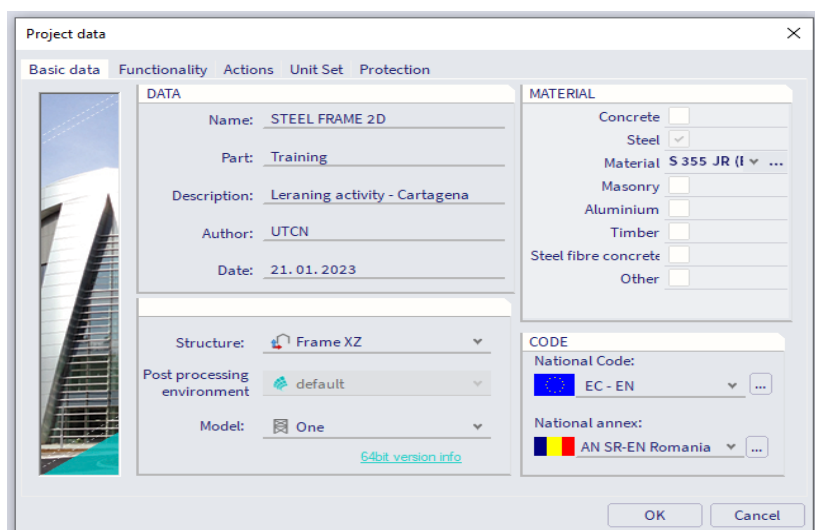 Project data
Basic data Functionality Actions Unit Set Protection
DATA
Name: STEEL FRAME 2D
Part: Training
Description: Leraning activity - Cartagena
Author: UTCN
Date: 21. 01. 2023
Structure: Frame XZ
Post processing
environment default
Model: One
64bit version info
MATERIAL
Concrete
Steel
Material S 355 JR (I ...
Masonry
Aluminium
Timber
Steel fibre concrete
Other
CODE
National Code:
EC - EN ...
National annex:
AN SR-EN Romania ...
OK Cancel